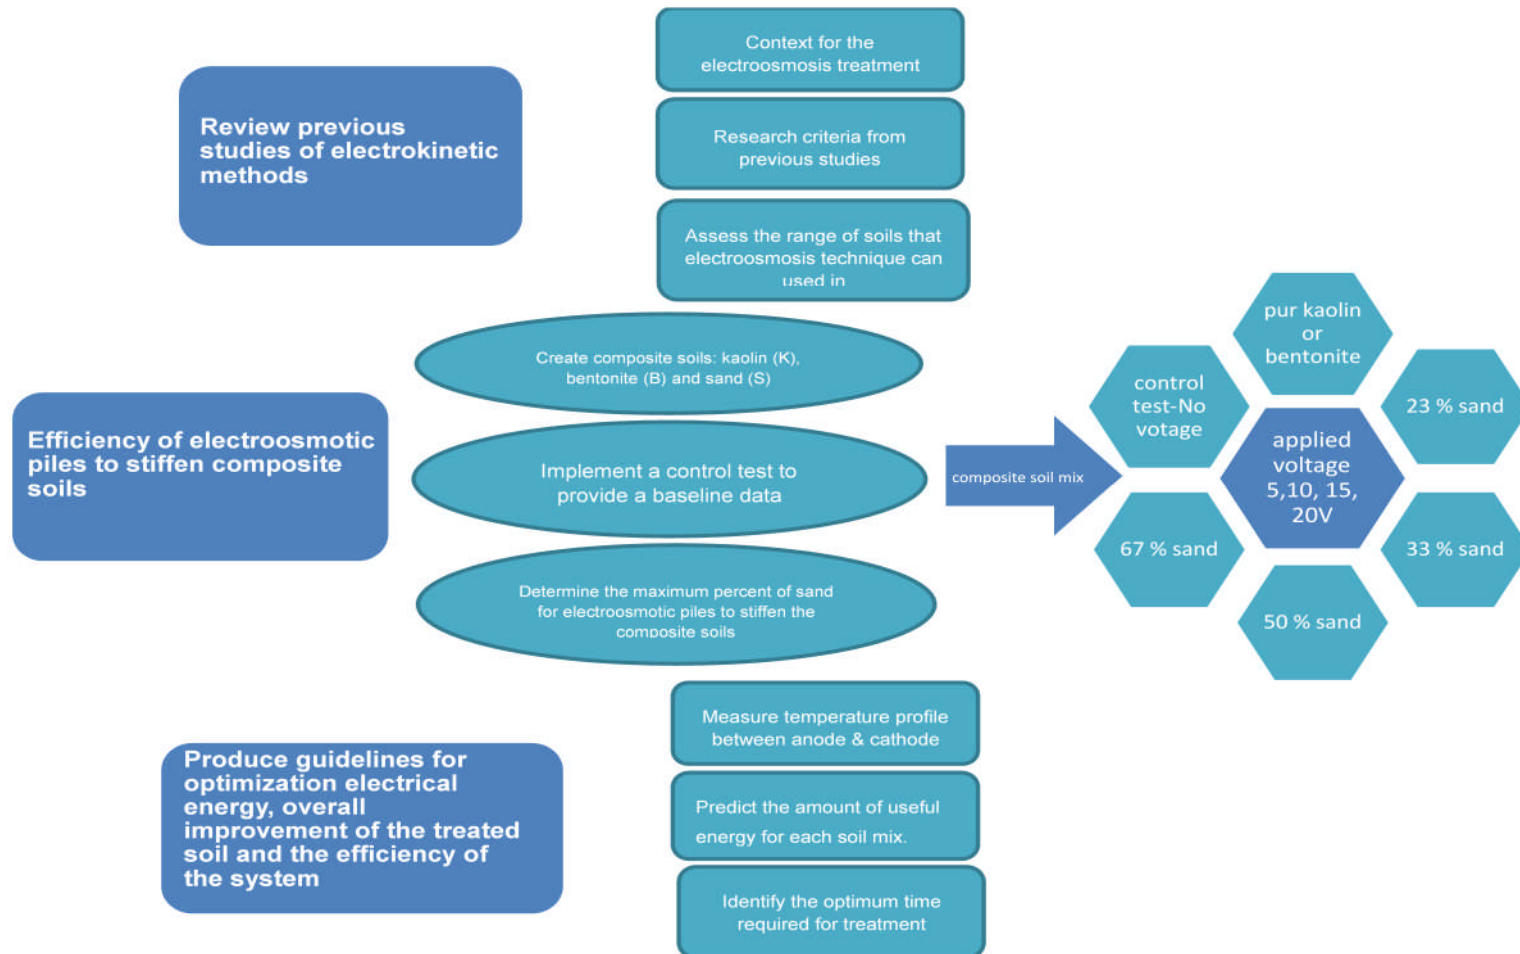 Review previous
studies of electrokinetic
methods
Context for the
electroosmosis treatment
Research criteria from
previous studies
Assess the range of soils that
electroosmosis technique can
used in
Efficiency of electroosmotic
piles to stiffen composite
soils
Create composite soils: kaolin (K),
bentonite (B) and sand (S)
Implement a control test to
provide a baseline data
Determine the maximum percent of sand
for electroosmotic piles to stiffen the
composite soils
composite soil mix
pur kaolin
or
bentonite
control
test-No
votage
23 % sand
applied
voltage
5,10, 15,
20V
67 % sand
33 % sand
50 % sand
Produce guidelines for
optimization electrical
energy, overall
improvement of the treated
soil and the efficiency of
the system
Measure temperature profile
between anode & cathode
Predict the amount of useful
energy for each soil mix.
Identify the optimum time
required for treatment